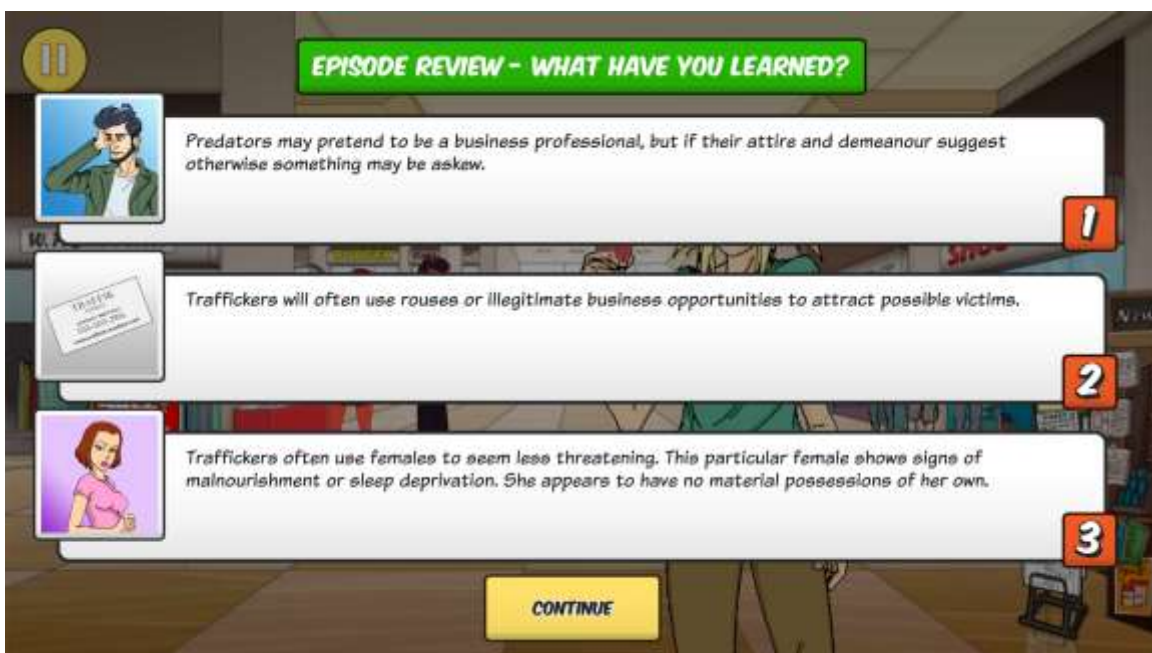 EPISODE REVIEW - WHAT HAVE YOU LEARNED?
Predators may pretend to be a business professional, but if their attire and demeanour suggest
otherwise something may be askew.
1
Traffickers will often use rouses or illegitimate business opportunities to attract possible victims.
2
Traffickers often use females to seem less threatening. This particular female shows signs of
malnourishment or sleep deprivation. She appears to have no material possessions of her own.
3
CONTINUE